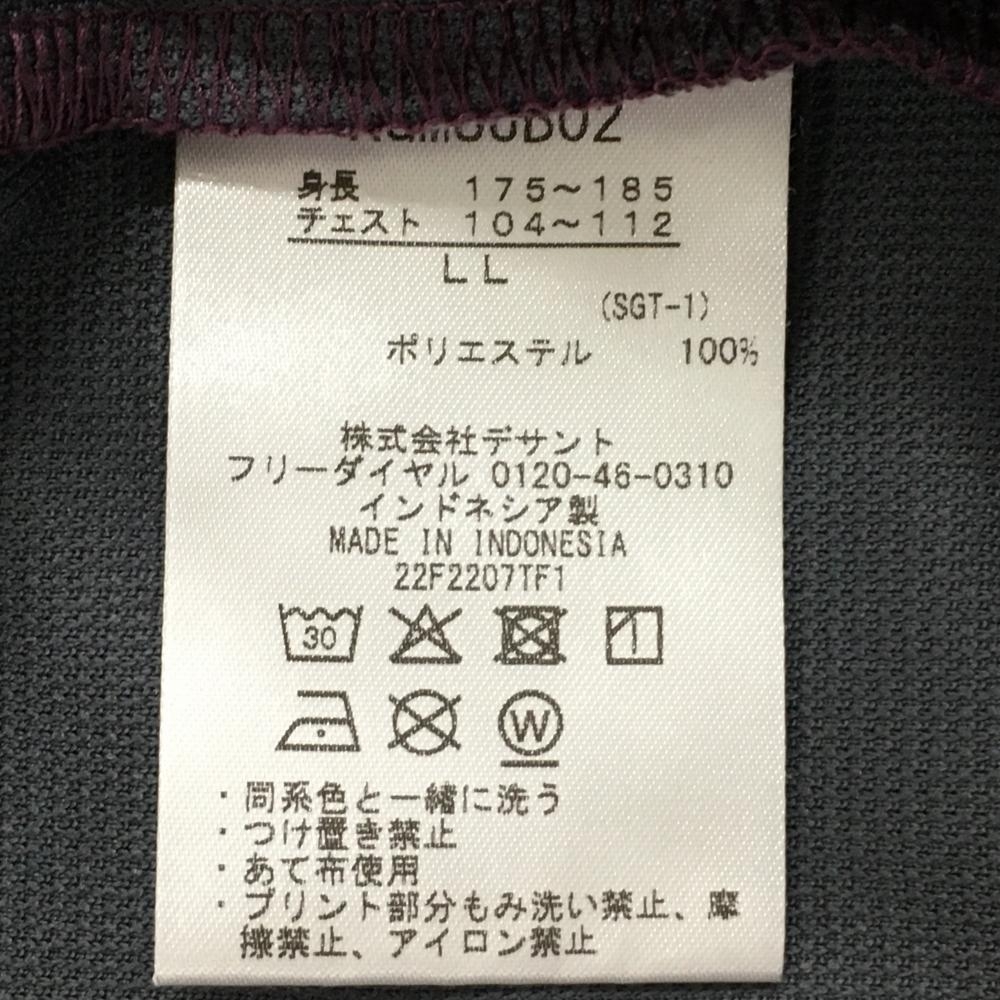 身長 175～185
チェスト 104～112
LL
(SGT-1)
ポリエステル 100%
株式会社デサント
フリーダイヤル 0120-46-0310
インドネシア製
MADE IN INDONESIA
22F2207TF1
30
W
・同系色と一緒に洗う
・つけ置き禁止
・あて布使用
・プリント部分もみ洗い禁止、摩
擦禁止、アイロン禁止